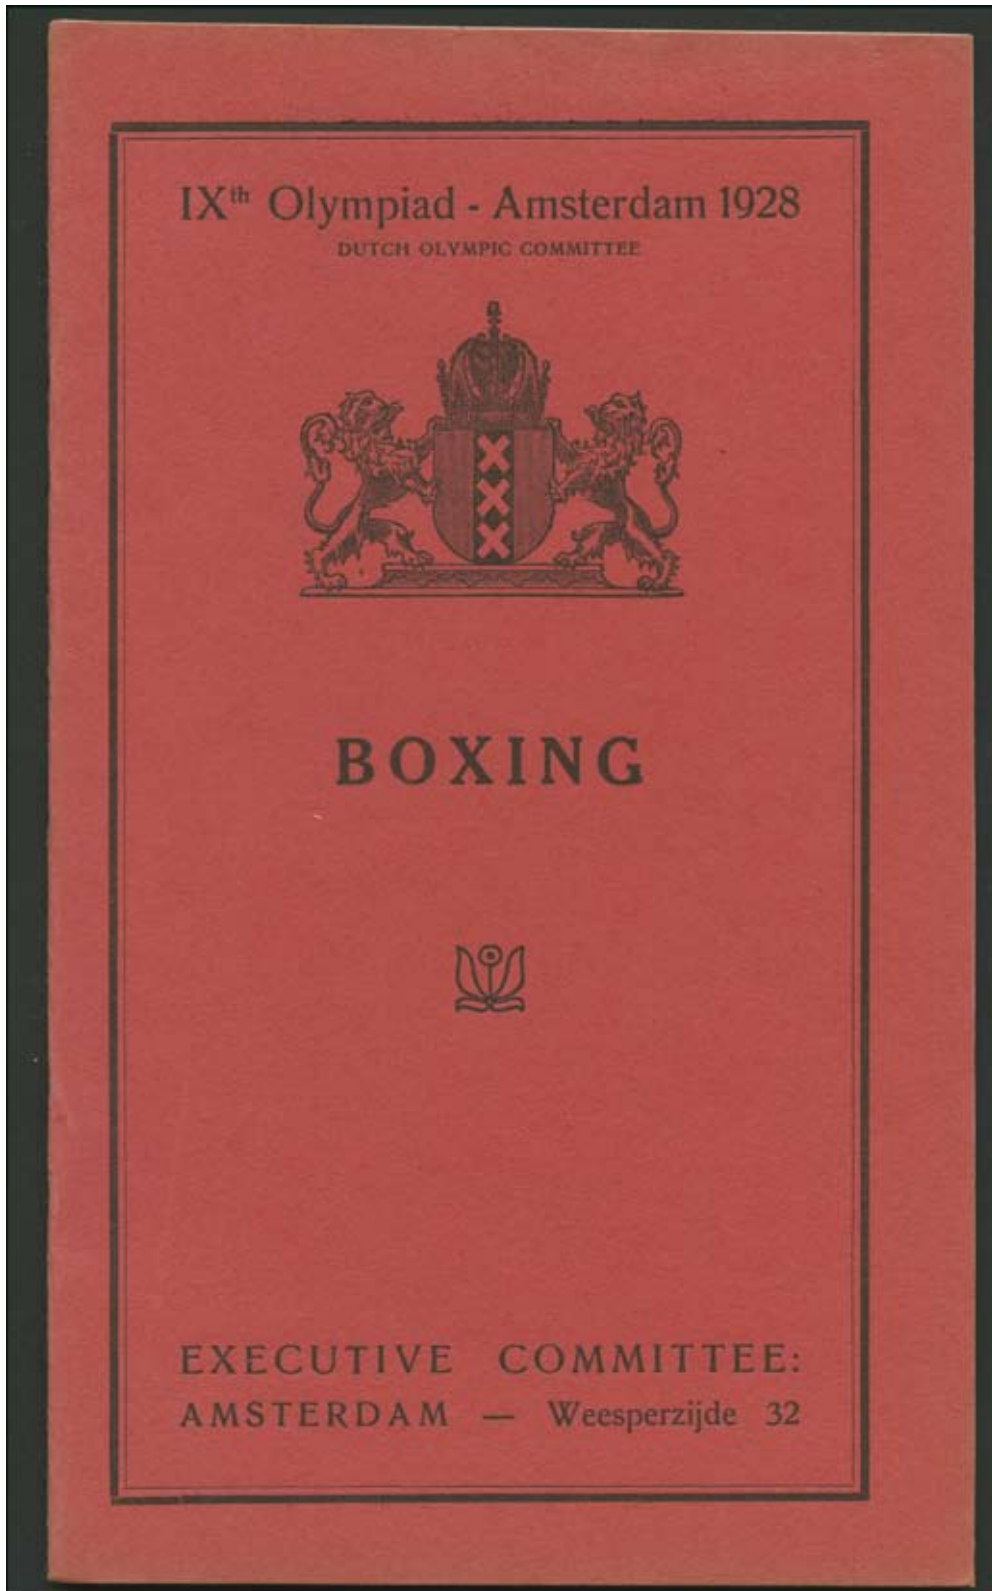 IXth Olympiad - Amsterdam 1928
DUTCH OLYMPIC COMMITTEE
BOXING
EXECUTIVE COMMITTEE:
AMSTERDAM — Weesperzijde 32